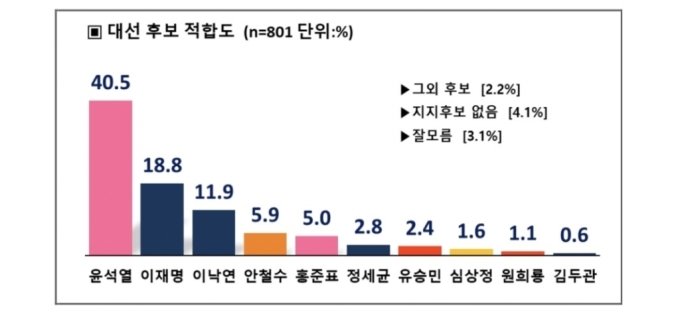 ▣ 대선 후보 적합도 (n=801 단위:%)
▶그외 후보 [2.2%]
▶지지후보 없음 [4.1%]
▶잘모름 [3.1%]
40.5 18.8 11.9 5.9 5.0 2.8 2.4 1.6 1.1 0.6
윤석열 이재명 이낙연 안철수 홍준표 정세균 유승민 심상정 원희룡 김두관